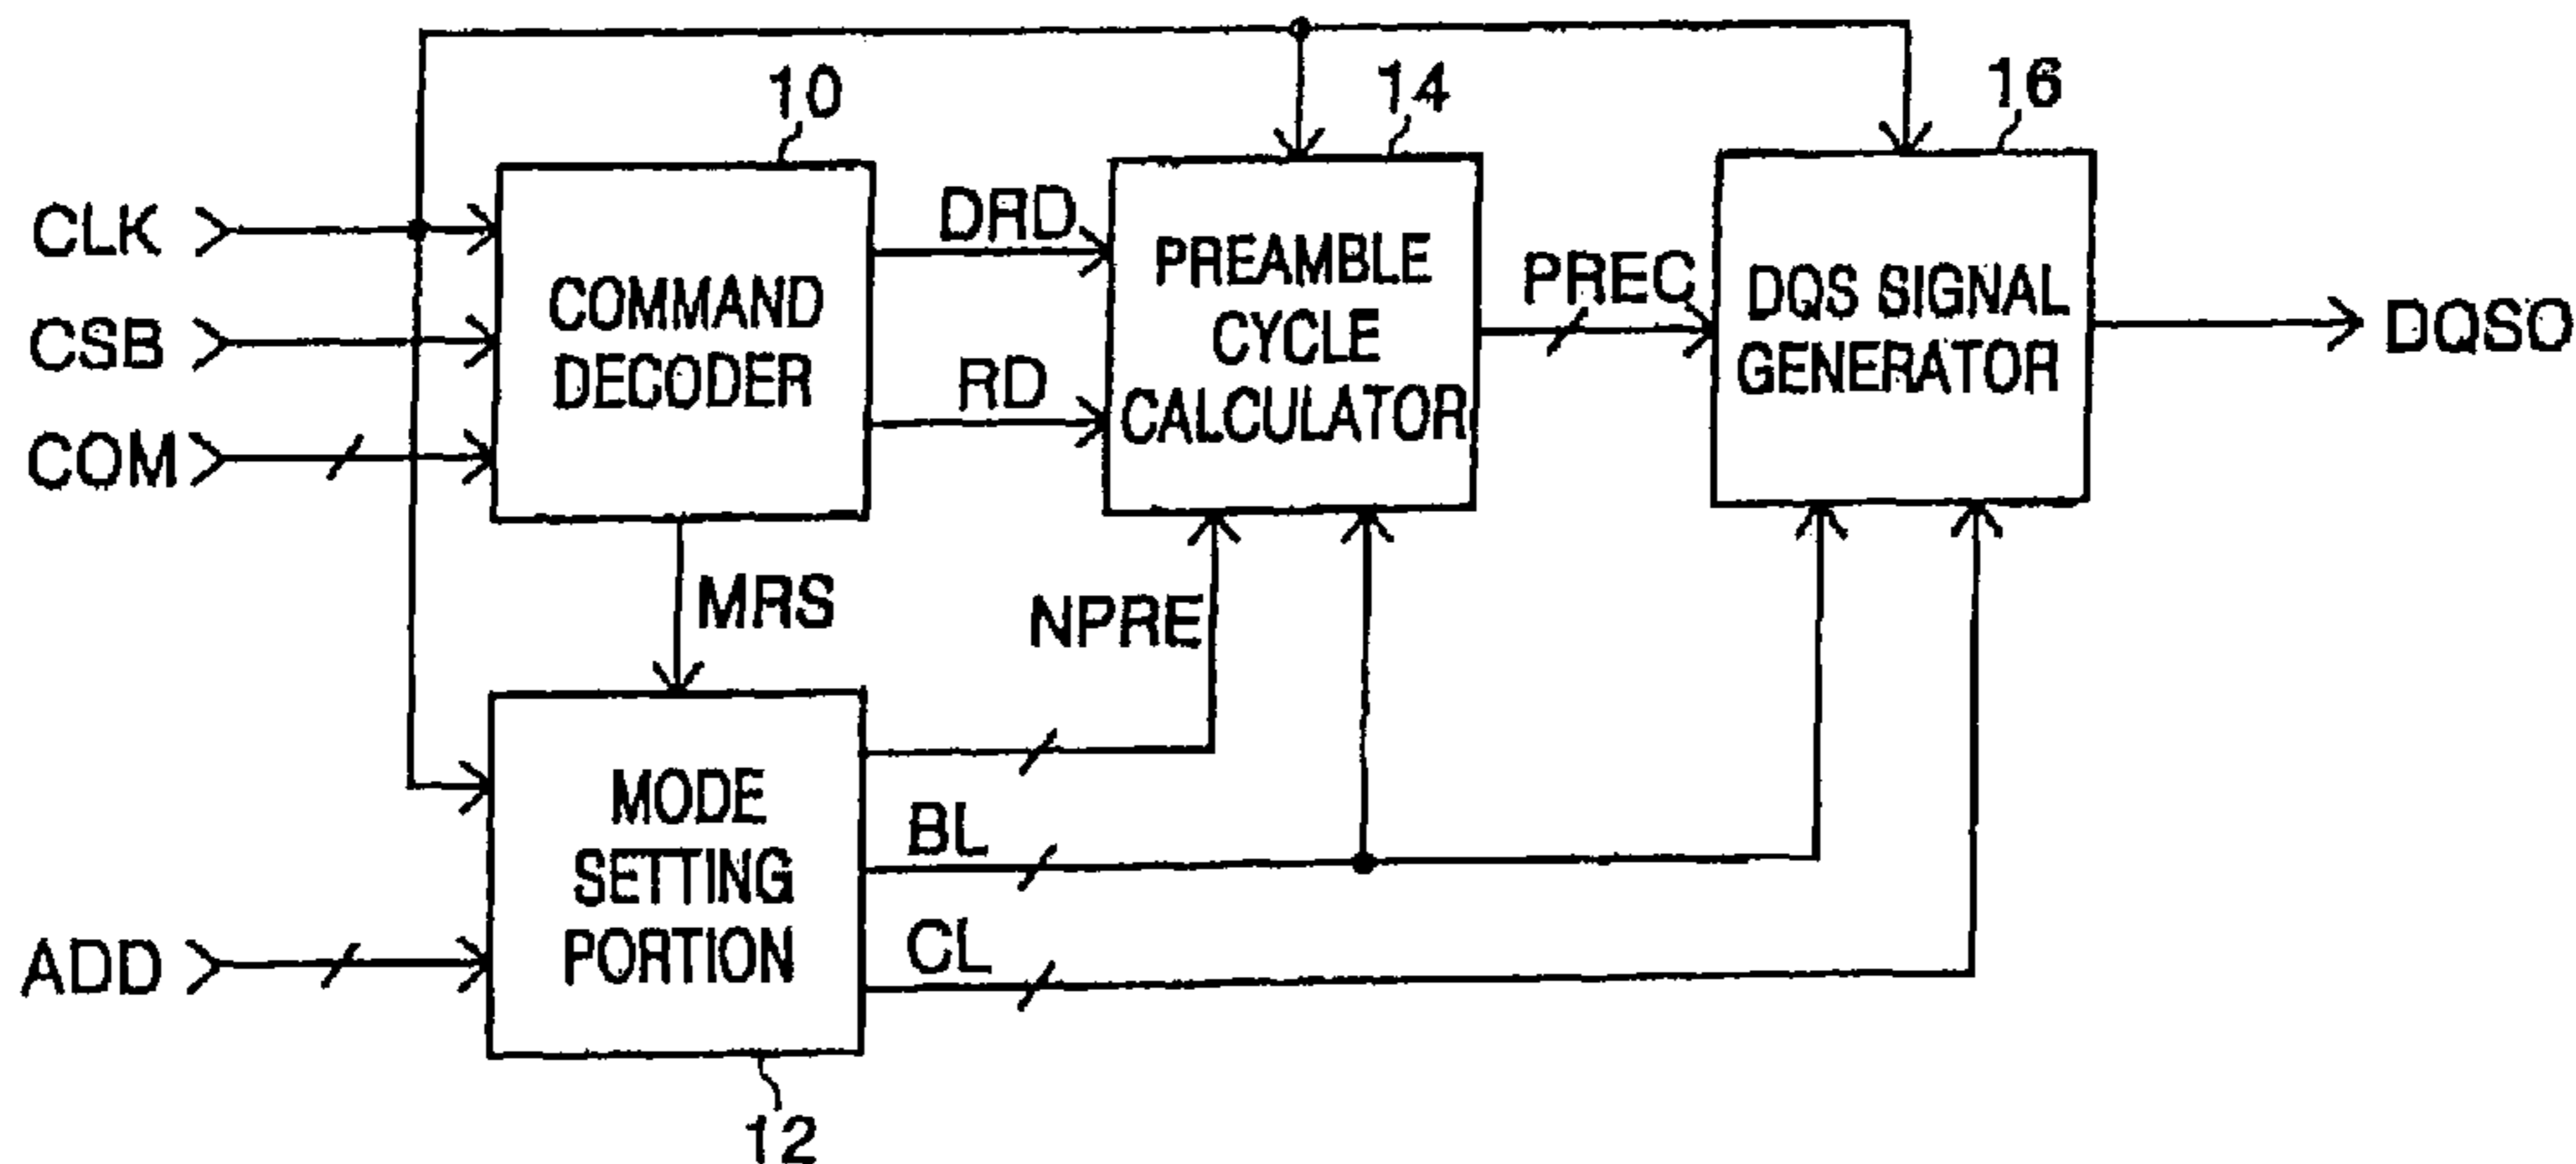 10
14
16
CLK
CSB
COM
COMMAND
DECODER
DRD
RD
PREAMBLE
CYCLE
CALCULATOR
PREC
DQS SIGNAL
GENERATOR
DQSO
MRS
NPRE
MODE
SETTING
PORTION
BL
CL
ADD
12